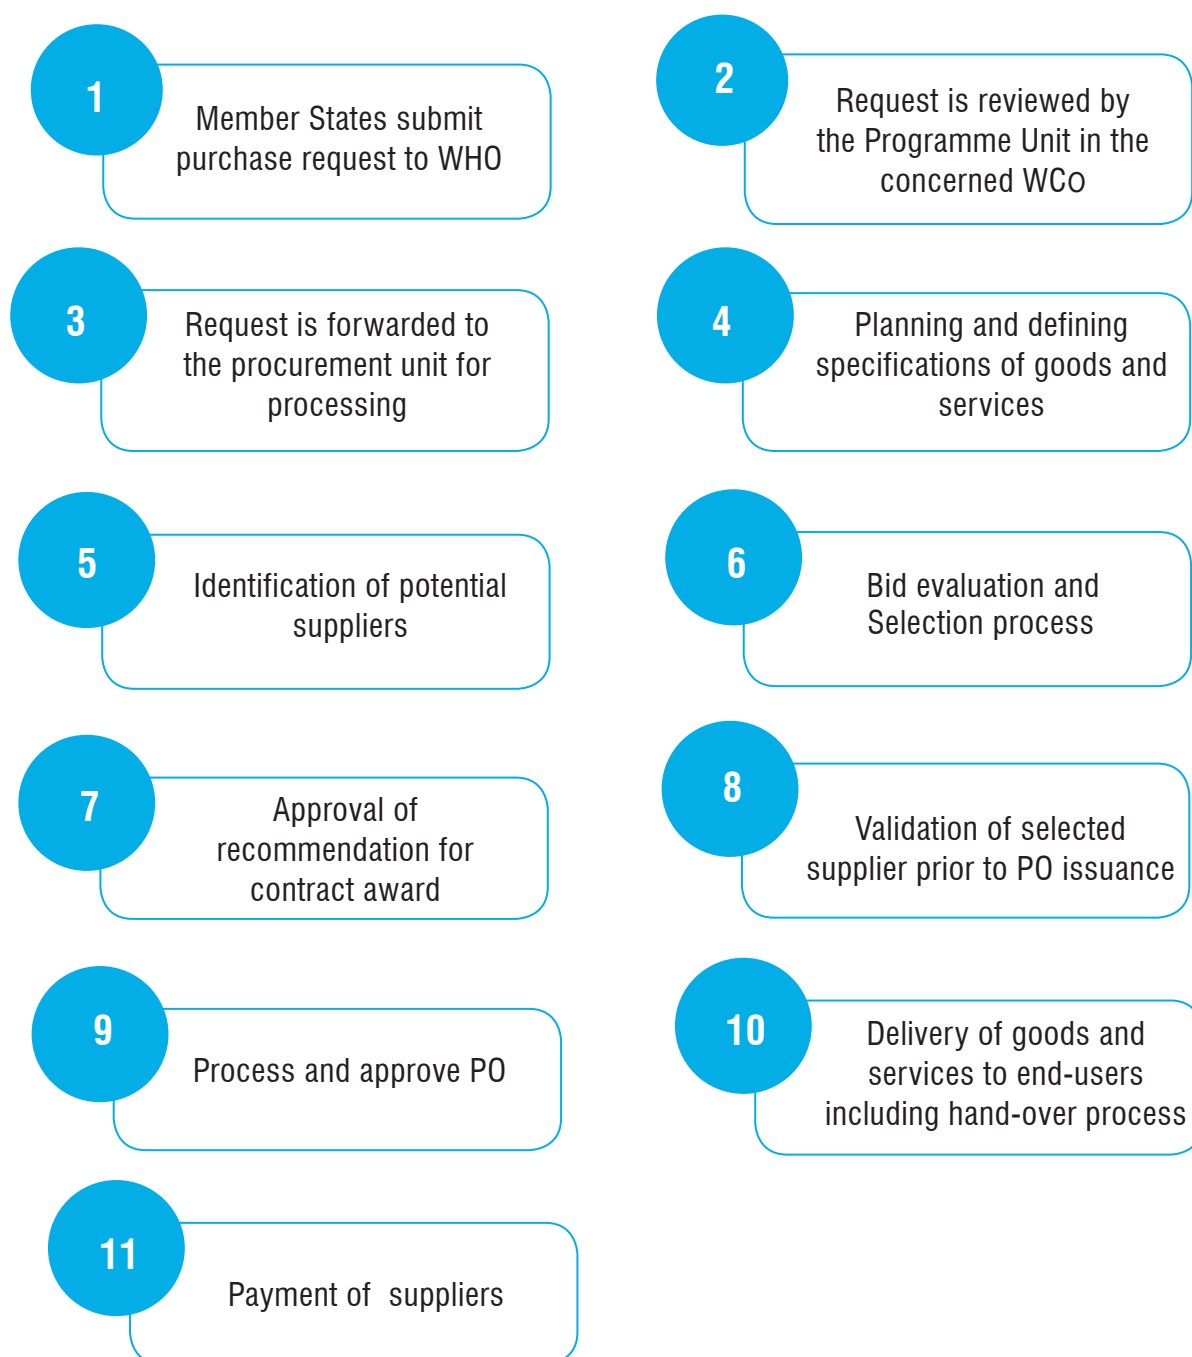 1
Member States submit
purchase request to WHO
2
Request is reviewed by
the Programme Unit in the
concerned WCO
3
Request is forwarded to
the procurement unit for
processing
4
Planning and defining
specifications of goods and
services
5
Identification of potential
suppliers
6
Bid evaluation and
Selection process
7
Approval of
recommendation for
contract award
8
Validation of selected
supplier prior to PO issuance
9
Process and approve PO
10
Delivery of goods and
services to end-users
including hand-over process
11
Payment of suppliers